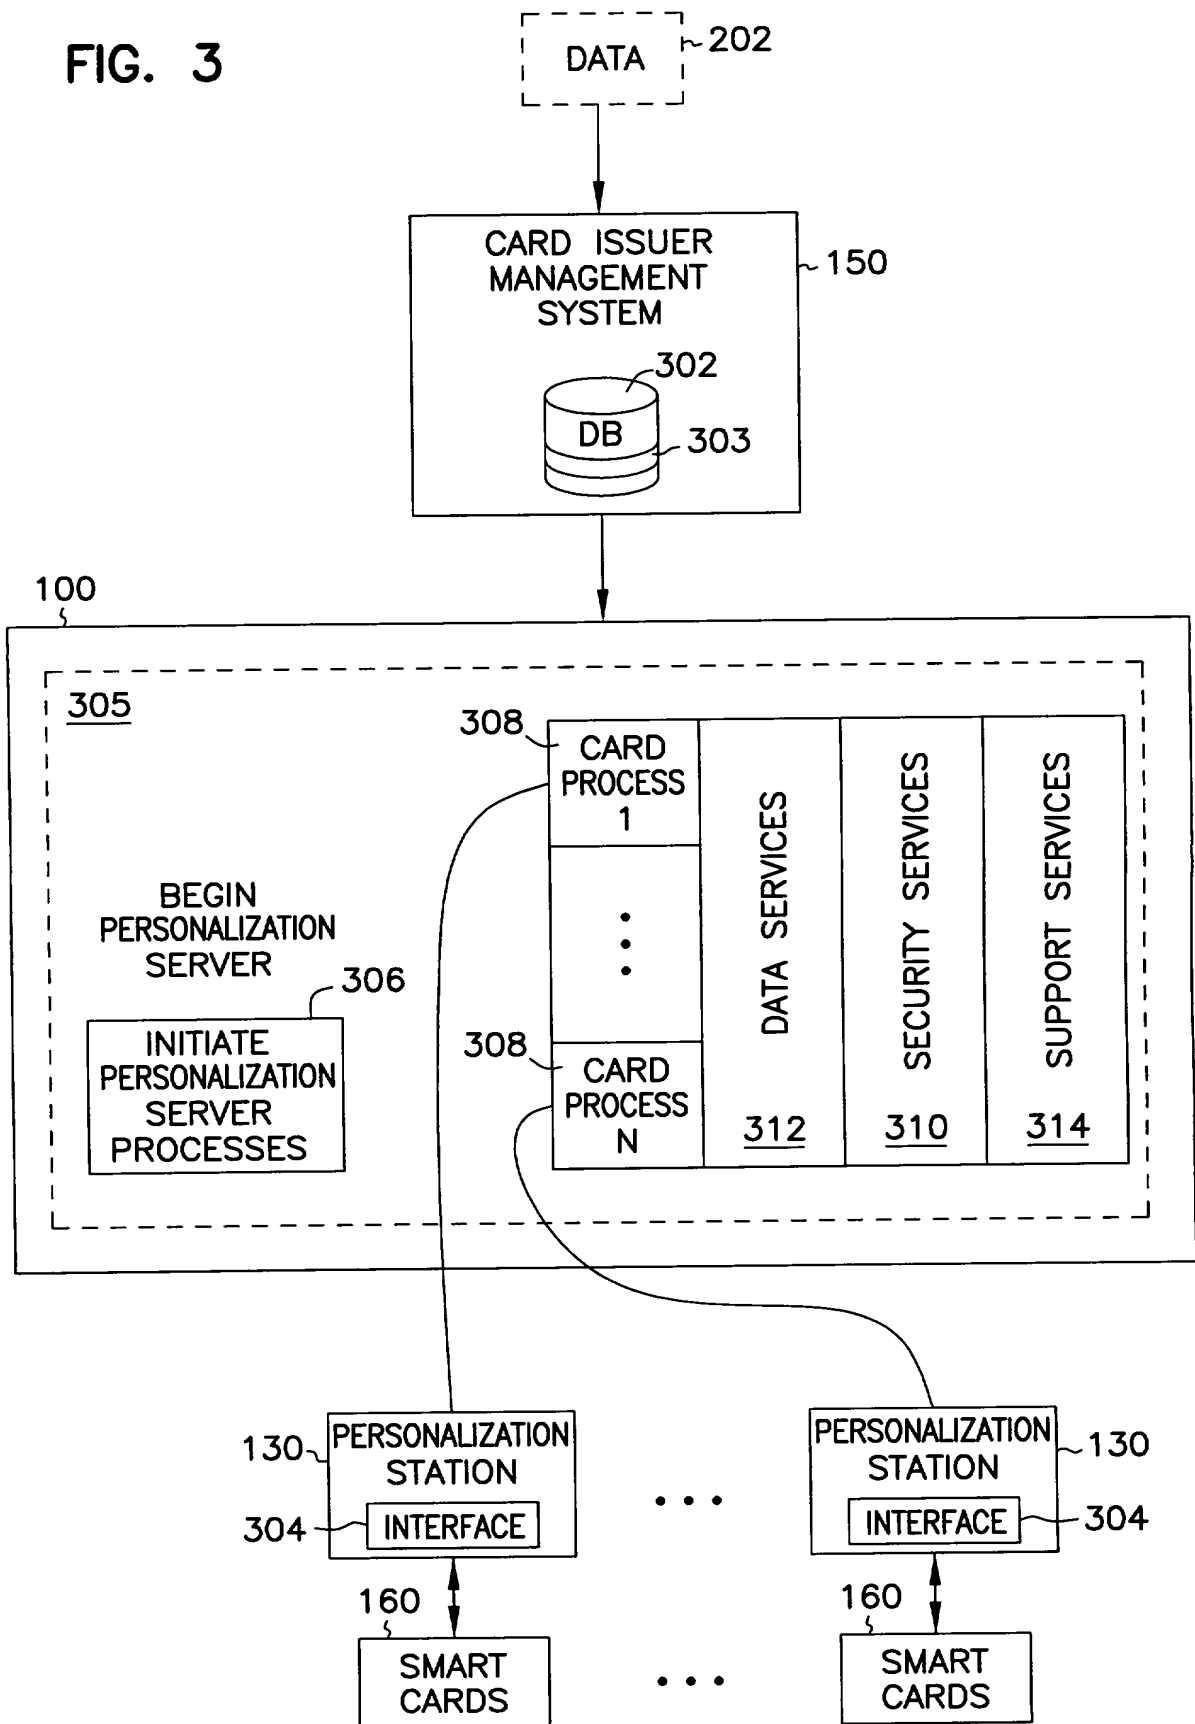 FIG. 3
DATA
202
CARD ISSUER
MANAGEMENT
SYSTEM
150
302
DB
303
100
305
308
CARD
PROCESS
1
BEGIN
PERSONALIZATION
SERVER
306
INITIATE
PERSONALIZATION
SERVER
PROCESSES
308
CARD
PROCESS
N
DATA SERVICES
312
SECURITY SERVICES
310
SUPPORT SERVICES
314
130
PERSONALIZATION
STATION
304
INTERFACE
PERSONALIZATION
STATION
130
INTERFACE
304
160
SMART
CARDS
160
SMART
CARDS